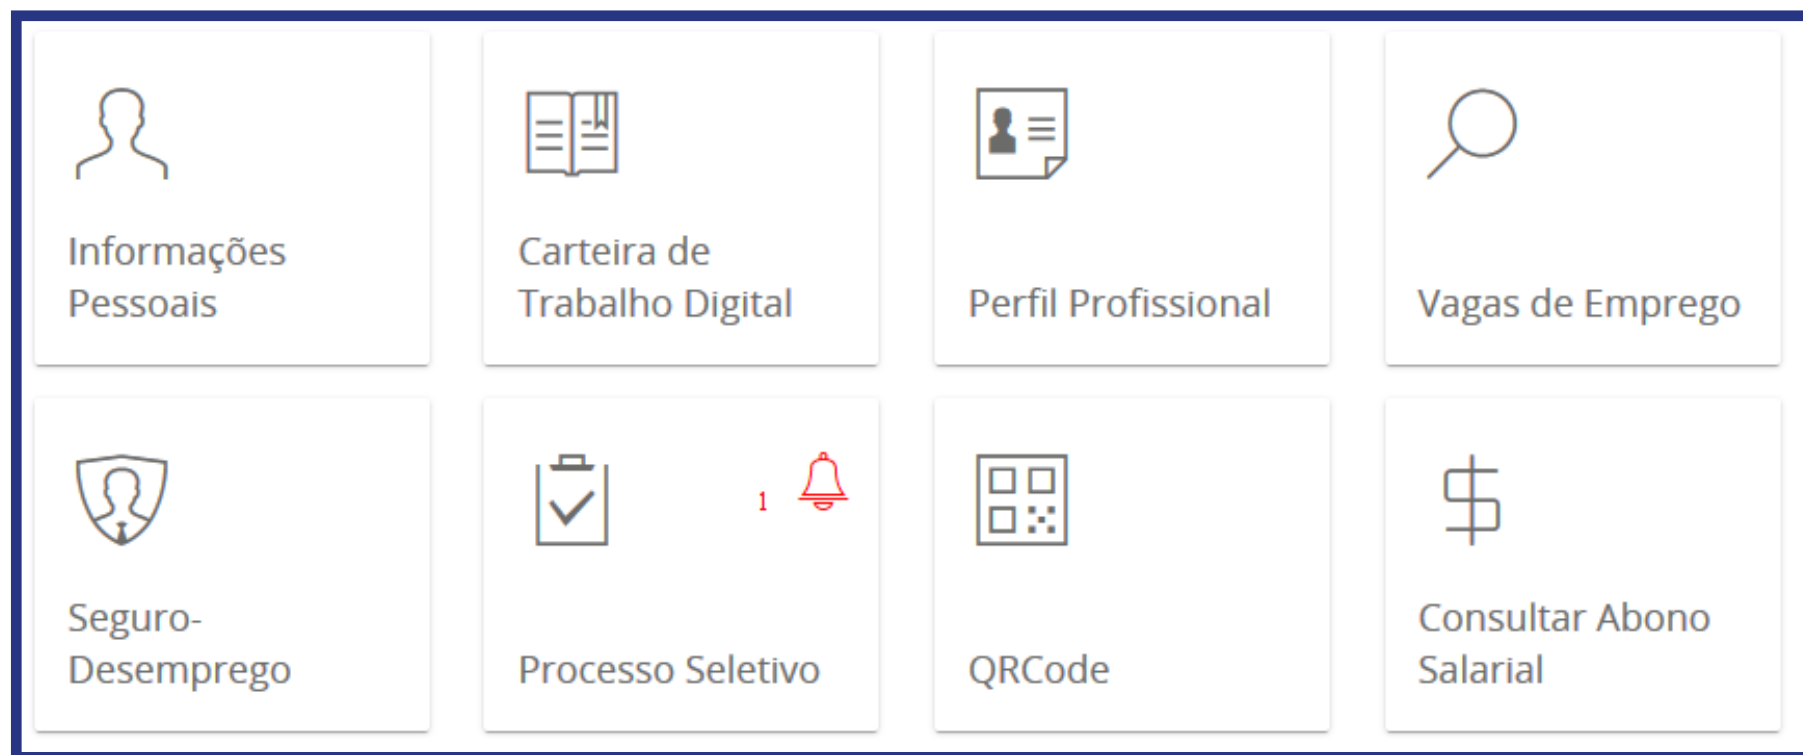 Informações
Pessoais
Carteira de
Trabalho Digital
Perfil Profissional
Vagas de Emprego
Seguro-
Desemprego
1
Processo Seletivo
QRCode
Consultar Abono
Salarial